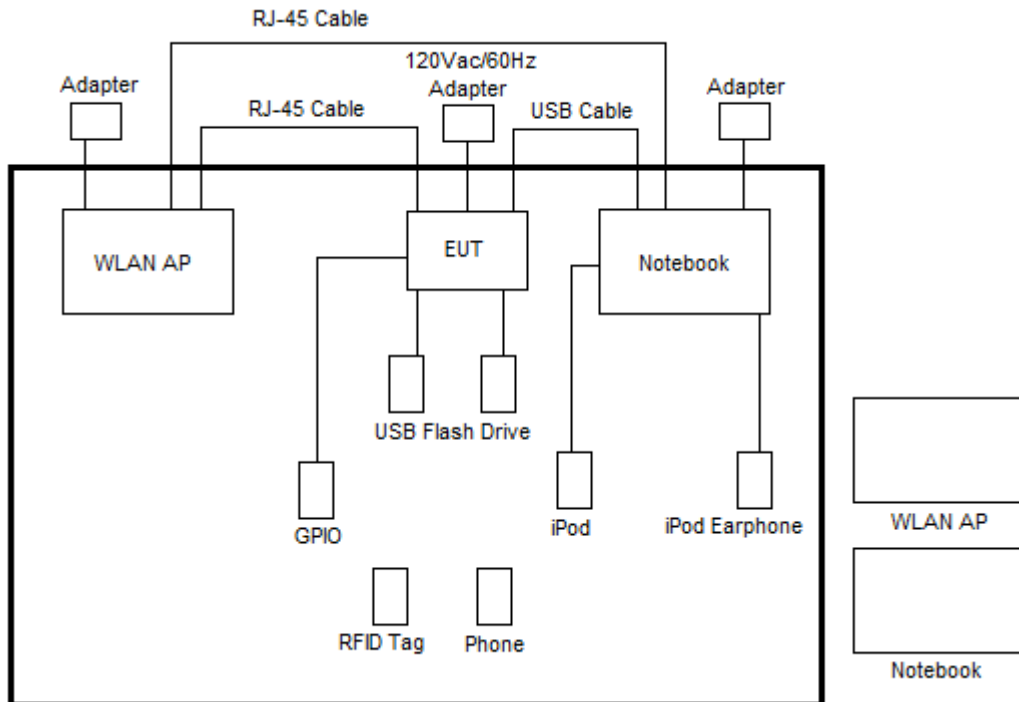 RJ-45 Cable
120Vac/60Hz
Adapter
Adapter
Adapter
RJ-45 Cable
USB Cable
WLAN AP
EUT
Notebook
USB Flash Drive
GPIO
iPod
iPod Earphone
WLAN AP
RFID Tag
Phone
Notebook